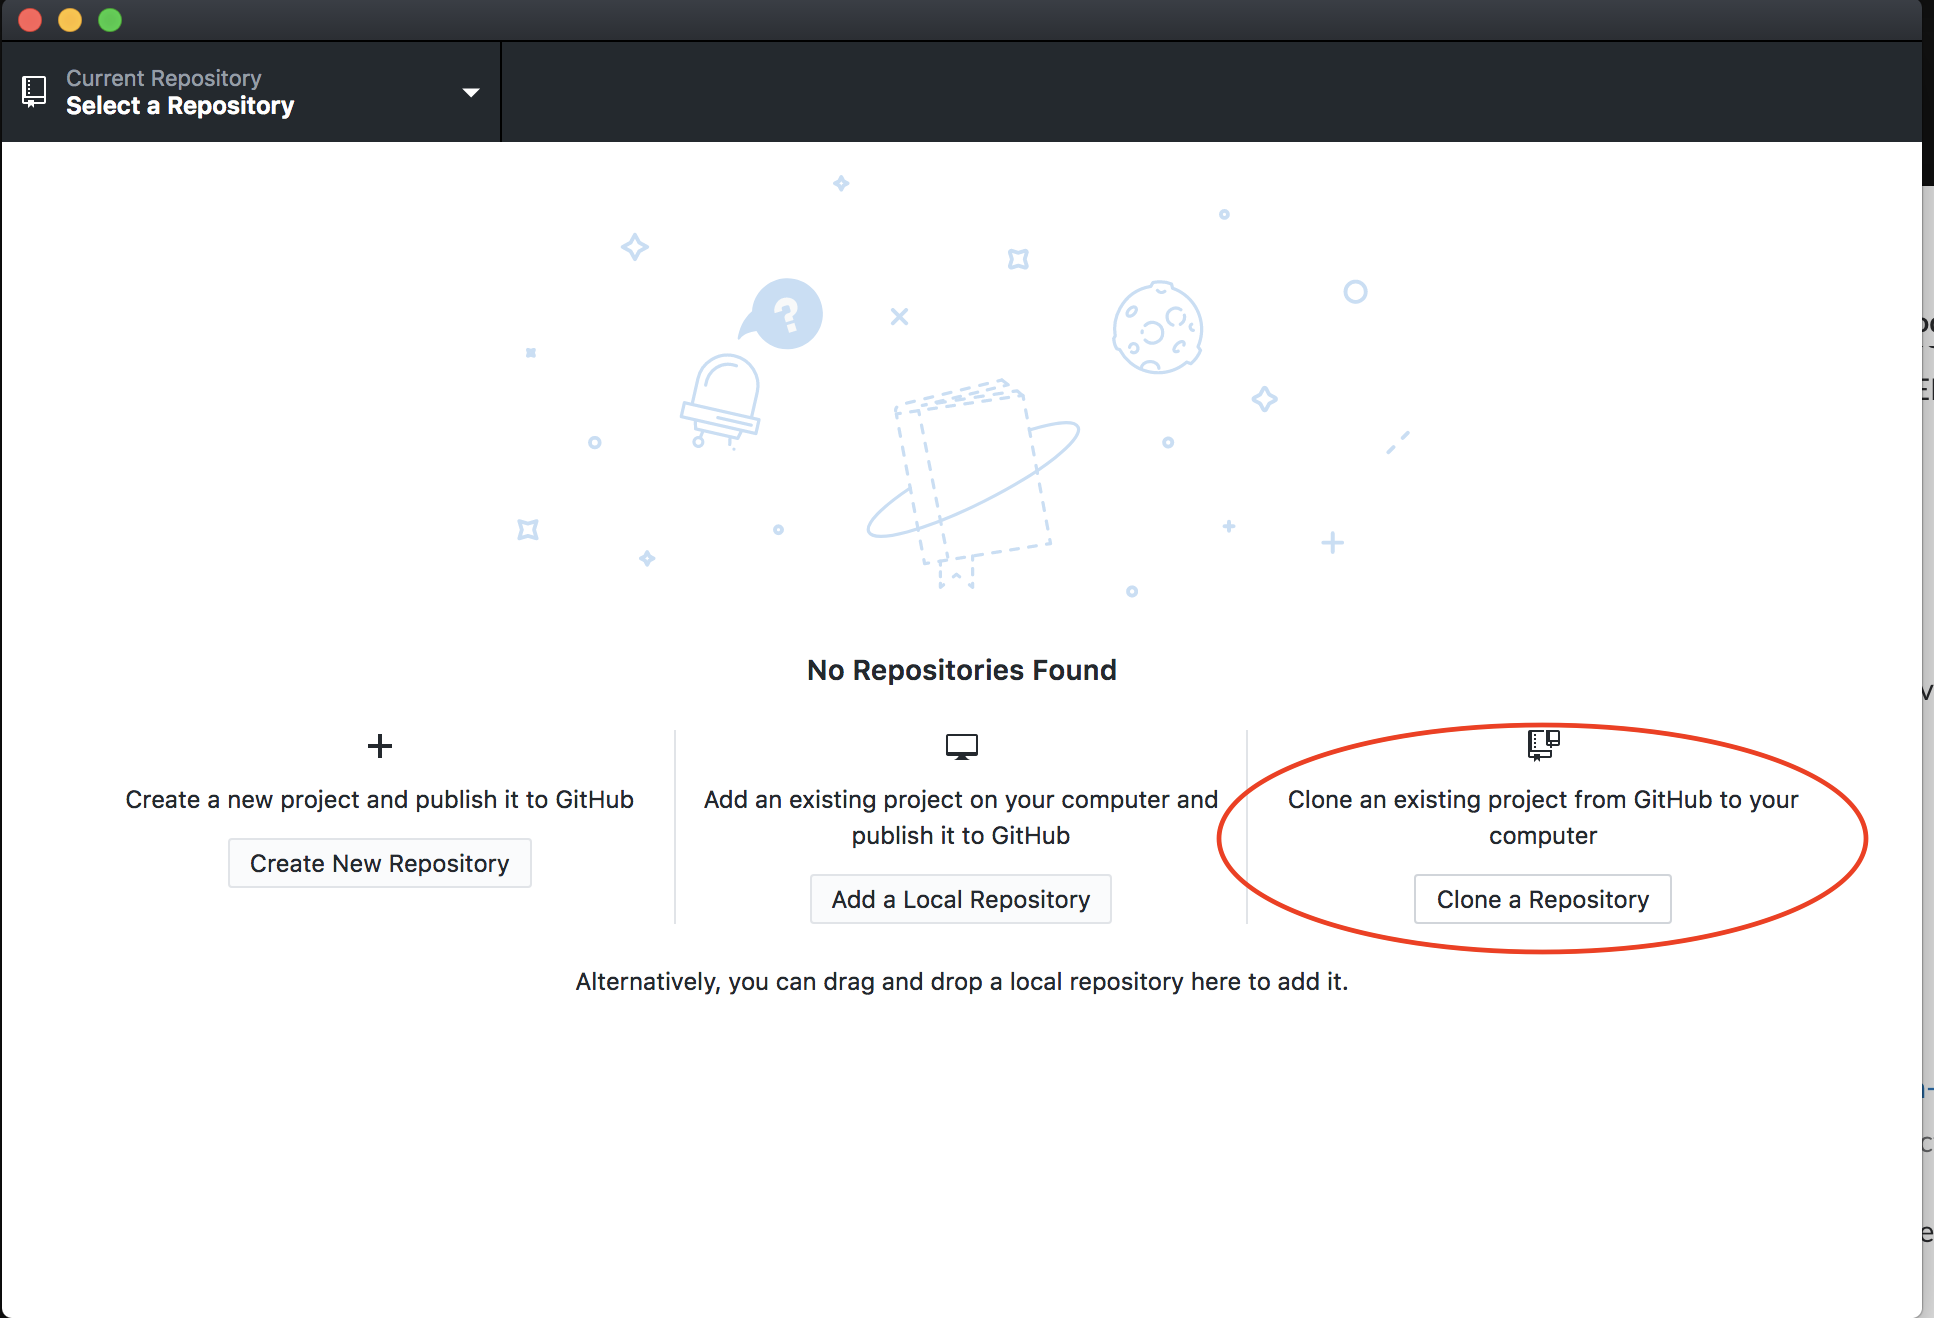 Current Repository
Select a Repository
?
No Repositories Found
Create a new project and publish it to GitHub
Create New Repository
Add an existing project on your computer and
publish it to GitHub
Add a Local Repository
Clone an existing project from GitHub to your
computer
Clone a Repository
Alternatively, you can drag and drop a local repository here to add it.